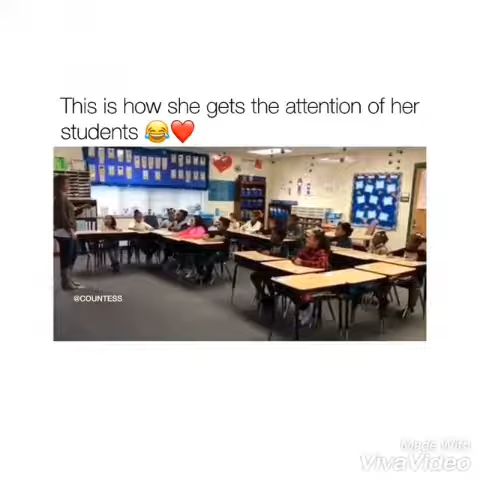 This is how she gets the attention of her
students 😂❤️
@COUNTESS
Made With
VivaVideo